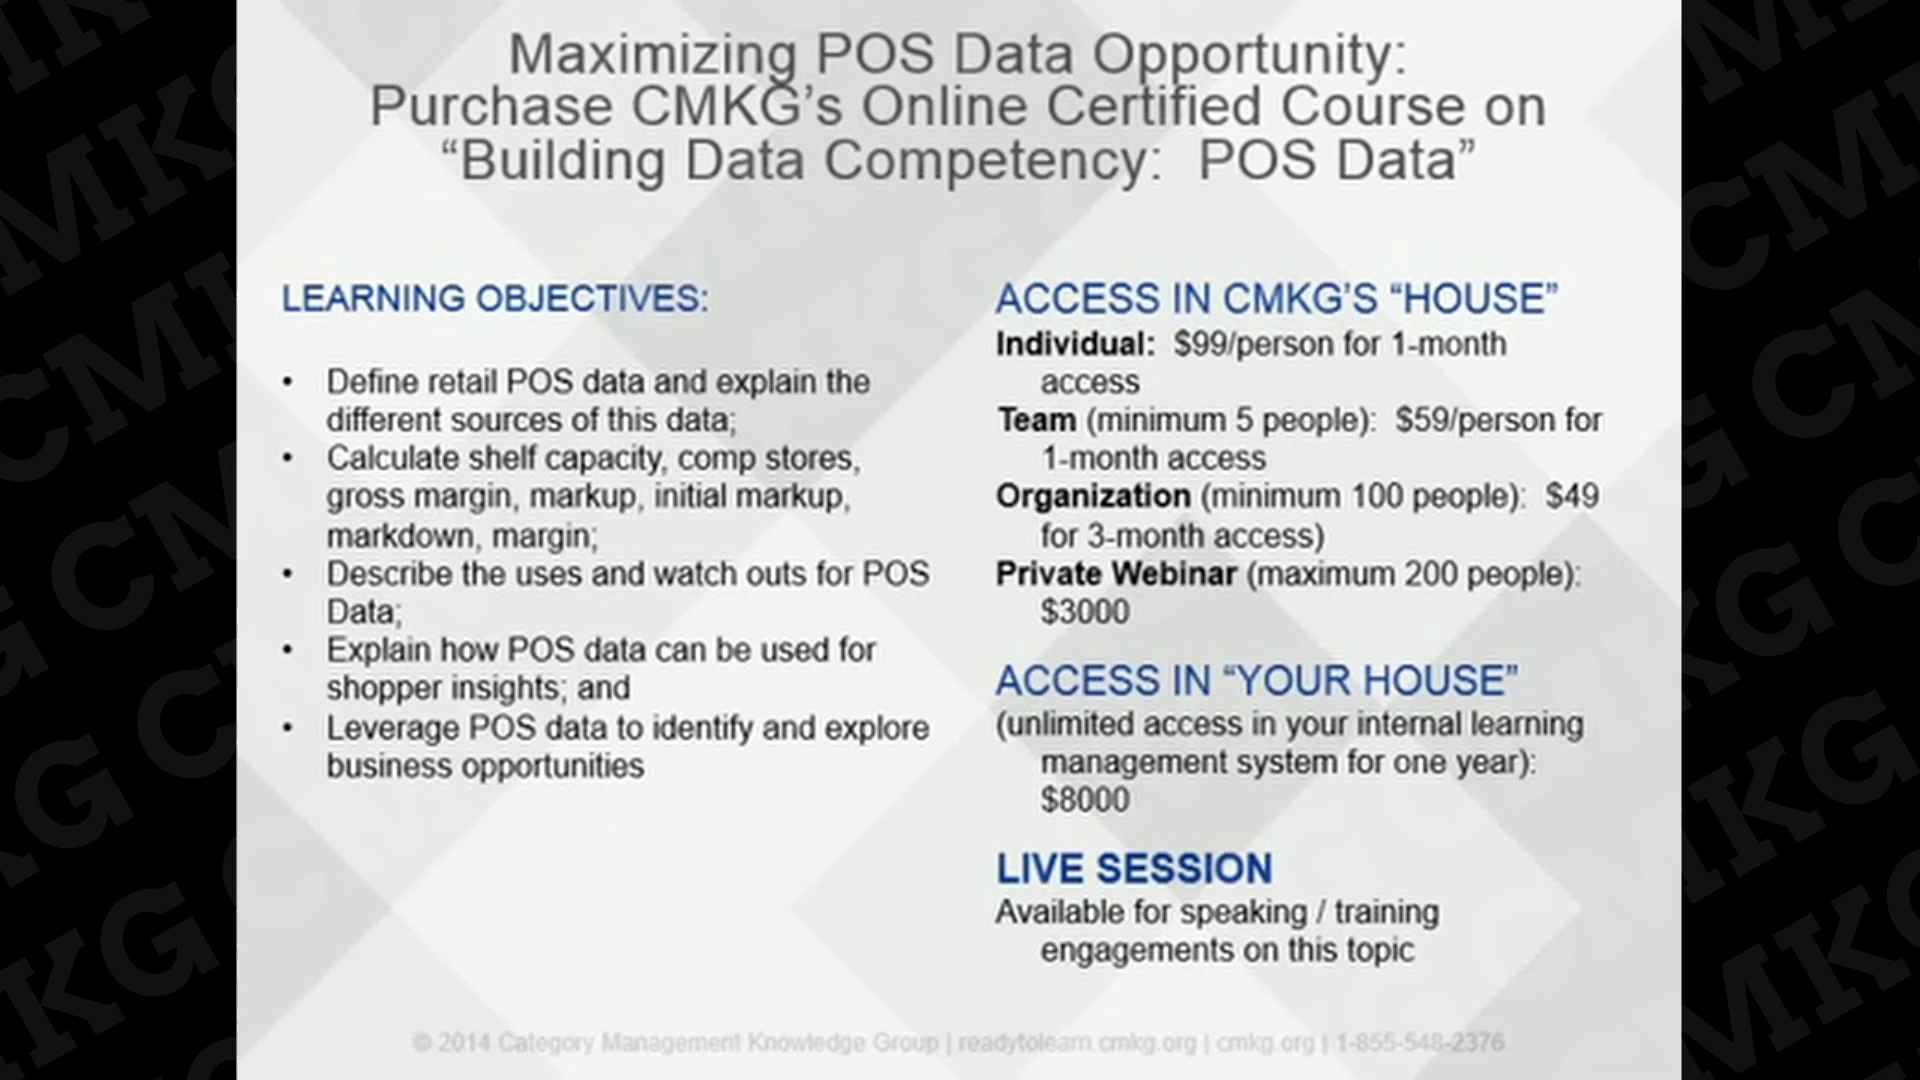 Maximizing POS Data Opportunity:
Purchase CMKG's Online Certified Course on
“Building Data Competency:  POS Data”
LEARNING OBJECTIVES:
• Define retail POS data and explain the
different sources of this data;
• Calculate shelf capacity, comp stores,
gross margin, markup, initial markup,
markdown, margin;
• Describe the uses and watch outs for POS
Data;
• Explain how POS data can be used for
shopper insights; and
• Leverage POS data to identify and explore
business opportunities
ACCESS IN CMKG'S “HOUSE”
Individual:  $99/person for 1-month
access
Team (minimum 5 people):  $59/person for
1-month access
Organization (minimum 100 people):  $49
for 3-month access)
Private Webinar (maximum 200 people):
$3000
ACCESS IN “YOUR HOUSE”
(unlimited access in your internal learning
management system for one year):
$8000
LIVE SESSION
Available for speaking / training
engagements on this topic
© 2014 Category Management Knowledge Group | readytolearn.cmkg.org | cmkg.org | 1-855-548-2376